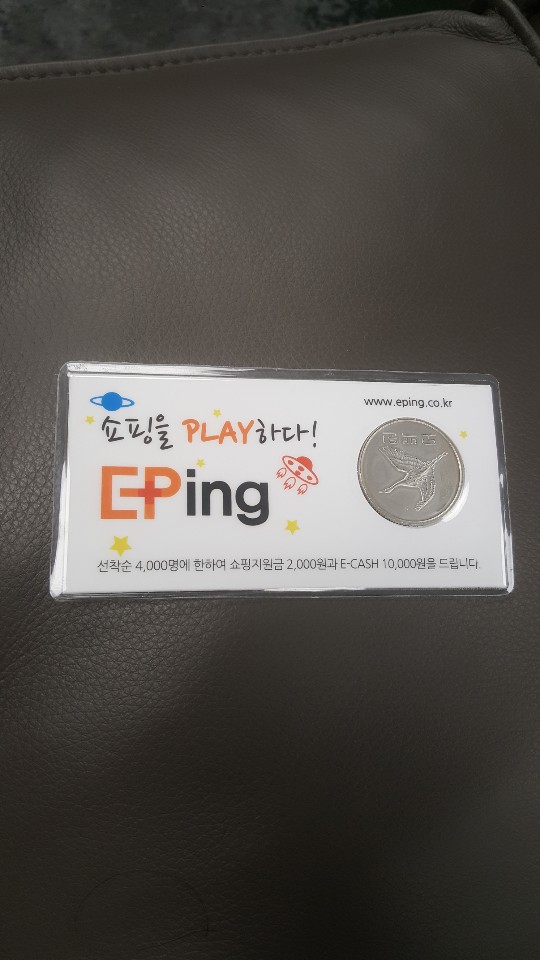 www.eping.co.kr
쇼핑을 PLAY하다!
EPing
선착순 4,000명에 한하여 쇼핑지원금 2,000원과 E-CASH 10,000원을 드립니다.